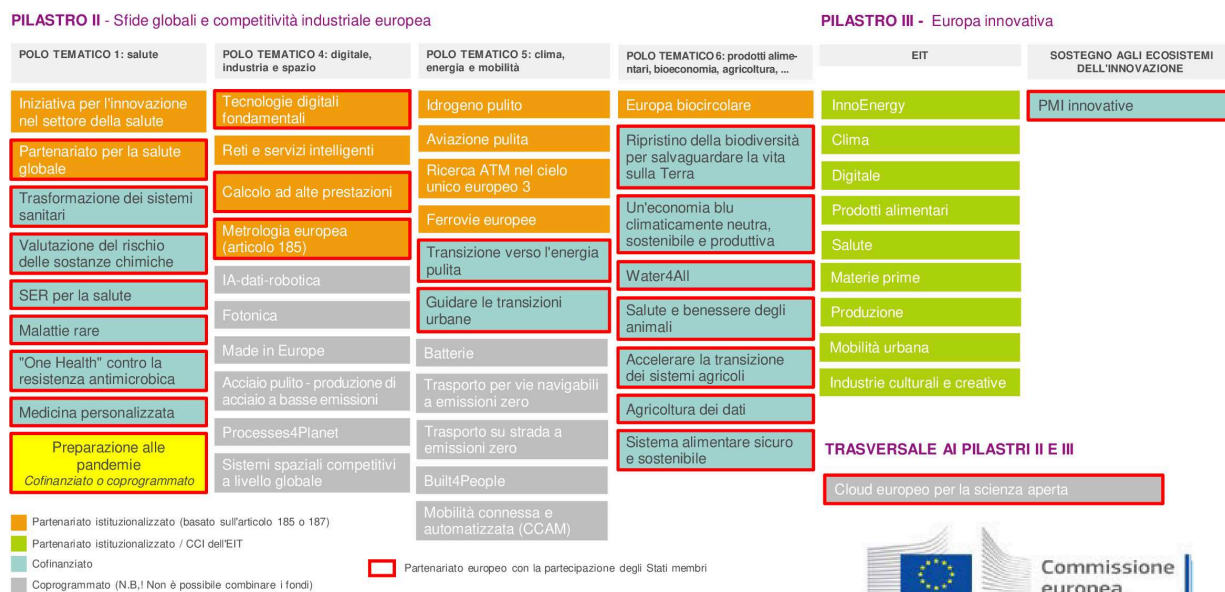 PILASTRO II - Sfide globali e competitività industriale europea
POLO TEMATICO 1: salute
Iniziativa per l'innovazione
nel settore della salute
Partenariato per la salute
globale
Trasformazione dei sistemi
sanitari
Valutazione del rischio
delle sostanze chimiche
SER per la salute
Malattie rare
"One Health" contro la
resistenza antimicrobica
Medicina personalizzata
Preparazione alle
pandemie
Cofinanziato o coprogrammato
POLO TEMATICO 4: digitale,
industria e spazio
Tecnologie digitali
fondamentali
Reti e servizi intelligenti
Calcolo ad alte prestazioni
Metrologia europea
(articolo 185)
IA-dati-robotica
Fotonica
Made in Europe
Acciaio pulito - produzione di
acciaio a basse emissioni
Processes4Planet
Sistemi spaziali competitivi
a livello globale
POLO TEMATICO 5: clima,
energia e mobilità
Idrogeno pulito
Aviazione pulita
Ricerca ATM nel cielo
unico europeo 3
Ferrovie europee
Transizione verso l'energia
pulita
Guidare le transizioni
urbane
Batterie
Trasporto per vie navigabili
a emissioni zero
Trasporto su strada a
emissioni zero
Built4People
Mobilità connessa e
automatizzata (CCAM)
POLO TEMATICO 6: prodotti alime-
ntari, bioeconomia, agricoltura, ...
Europa biocircolare
Ripristino della biodiversità
per salvaguardare la vita
sulla Terra
Un'economia blu
climaticamente neutra,
sostenibile e produttiva
Water4All
Salute e benessere degli
animali
Accelerare la transizione
dei sistemi agricoli
Agricoltura dei dati
Sistema alimentare sicuro
e sostenibile
PILASTRO III - Europa innovativa
EIT
InnoEnergy
Clima
Digitale
Prodotti alimentari
Salute
Materie prime
Produzione
Mobilità urbana
Industrie culturali e creative
SOSTEGNO AGLI ECOSISTEMI
DELL'INNOVAZIONE
PMI innovative
TRASVERSALE AI PILASTRI II E III
Cloud europeo per la scienza aperta
Partenariato istituzionalizzato (basato sull'articolo 185 o 187)
Partenariato istituzionalizzato / CCI dell'EIT
Cofinanziato
Coprogrammato (N.B,! Non è possibile combinare i fondi)
Partenariato europeo con la partecipazione degli Stati membri
Commissione
europea